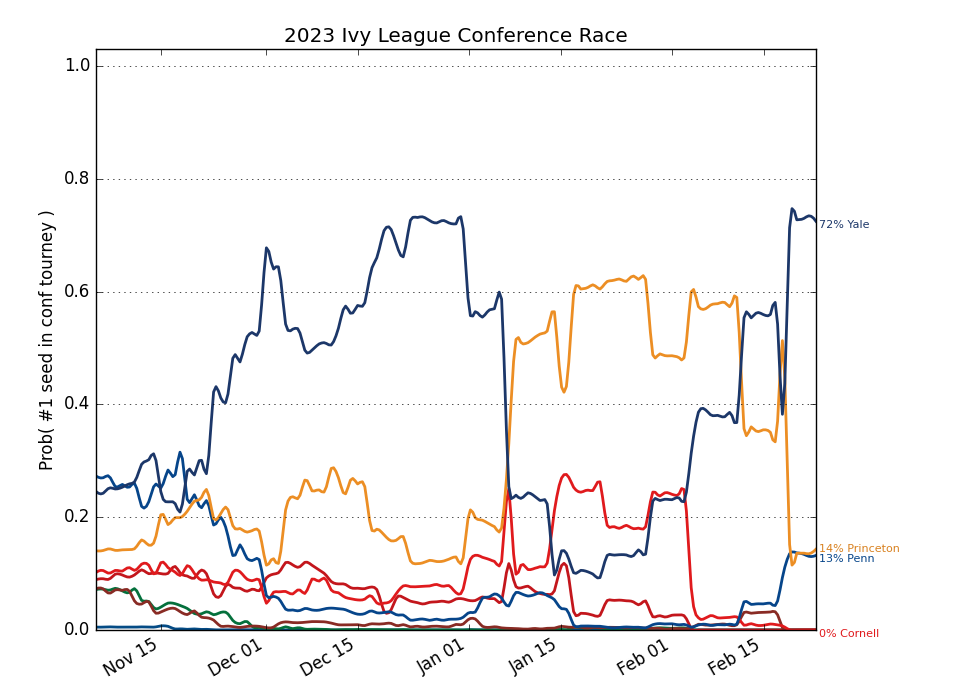 2023 Ivy League Conference Race
Prob( #1 seed in conf tourney )
1.0
0.8
0.6
0.4
0.2
0.0
72% Yale
14% Princeton
13% Penn
0% Cornell
Nov 15
Dec 01
Dec 15
Jan 01
Jan 15
Feb 01
Feb 15